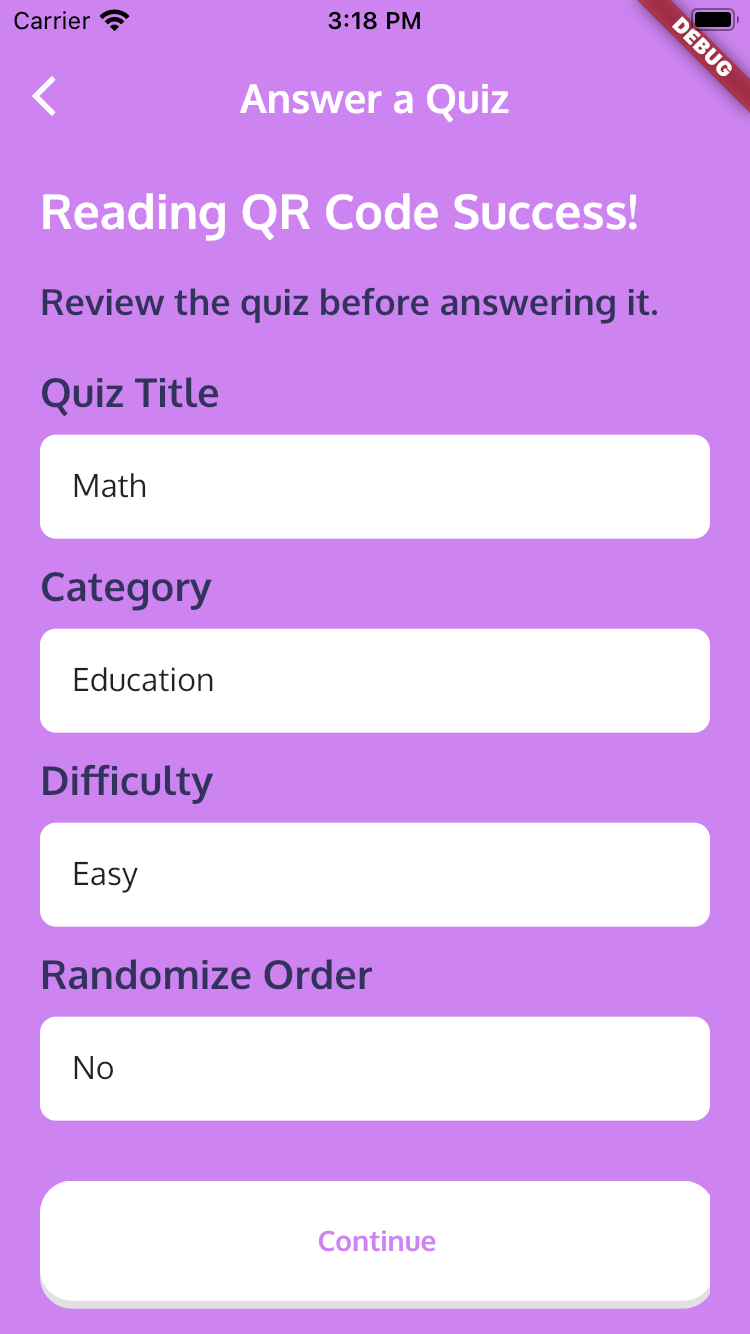 Carrier 3:18 PM
DEBUG
Answer a Quiz
Reading QR Code Success!
Review the quiz before answering it.
Quiz Title
Math
Category
Education
Difficulty
Easy
Randomize Order
No
Continue